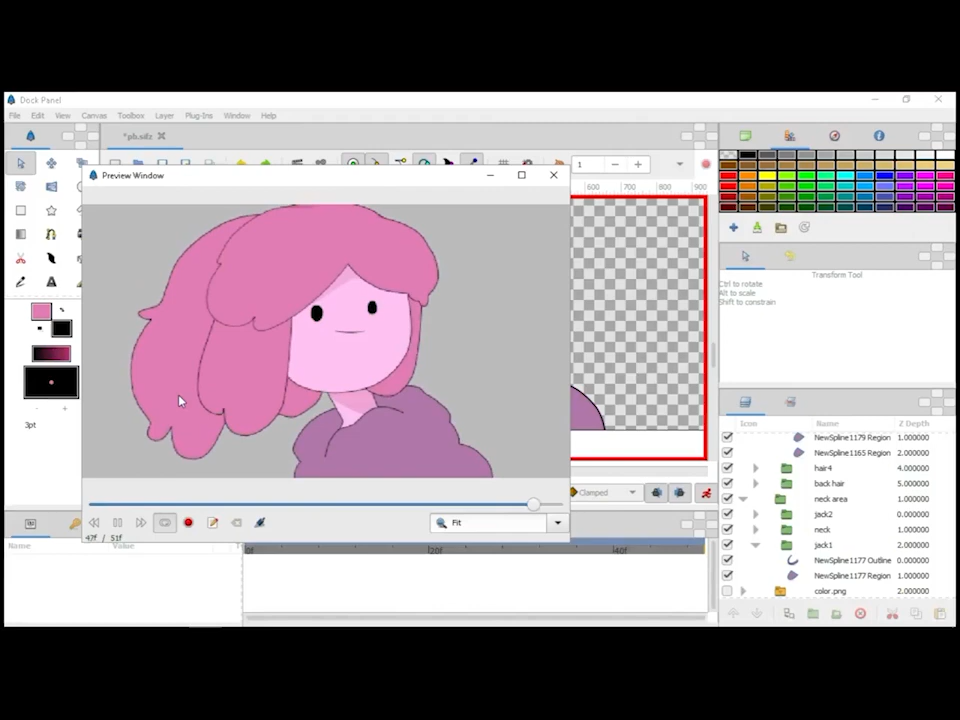 Dock Panel
File Edit View Canvas Toolbox Layer Plug-Ins Window Help
*pb.sifz
1
Preview Window
600 700 800 900
Transform Tool
Ctrl to rotate
Alt to scale
Shift to constrain
3pt
Icon Name Z Depth
NewSpline1179 Region 1.000000
NewSpline1165 Region 2.000000
hair4 4.000000
back hair 5.000000
neck area 1.000000
jack2 0.000000
neck 1.000000
jack1 2.000000
NewSpline1177 Outline 0.000000
NewSpline1177 Region 1.000000
color.png 2.000000
Clamped
Fit
47f / 51f
Name Value
0f 20f 40f